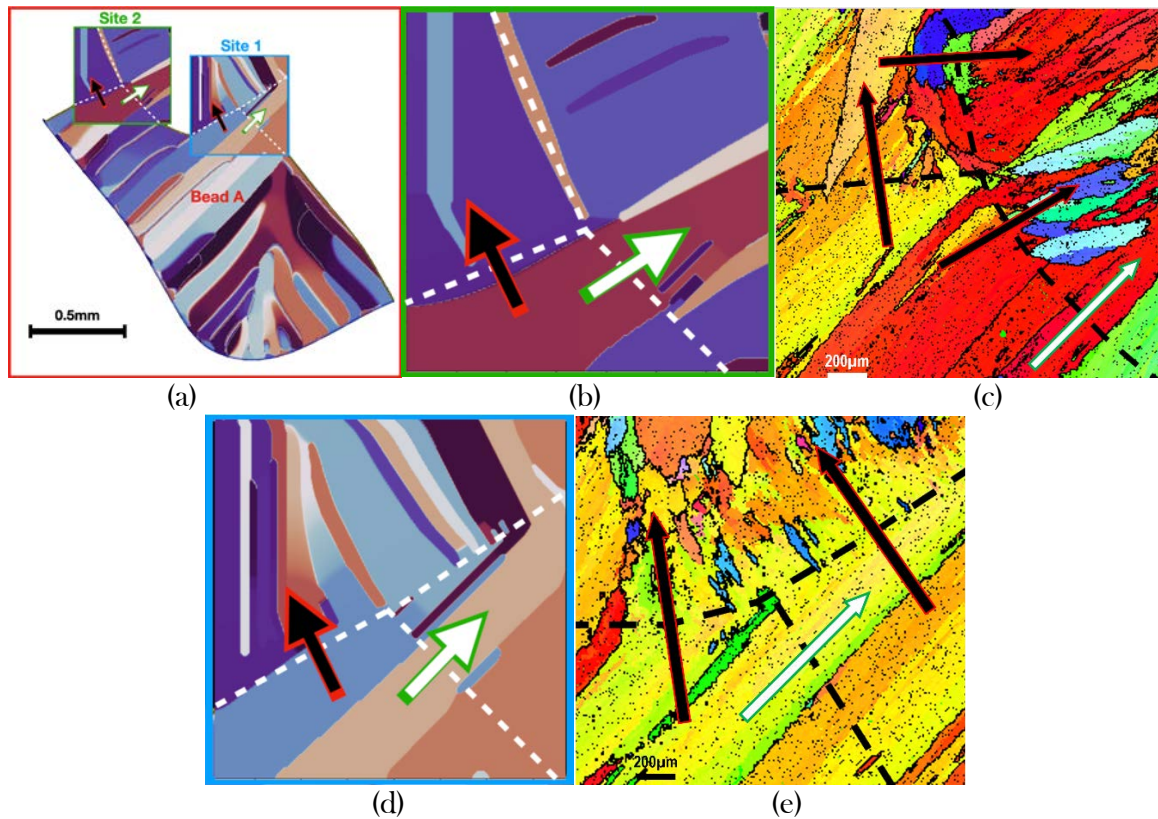 Site 2
Site 1
Bead A
0.5mm
200μm
(a)
(b)
(c)
200μm
(d)
(e)